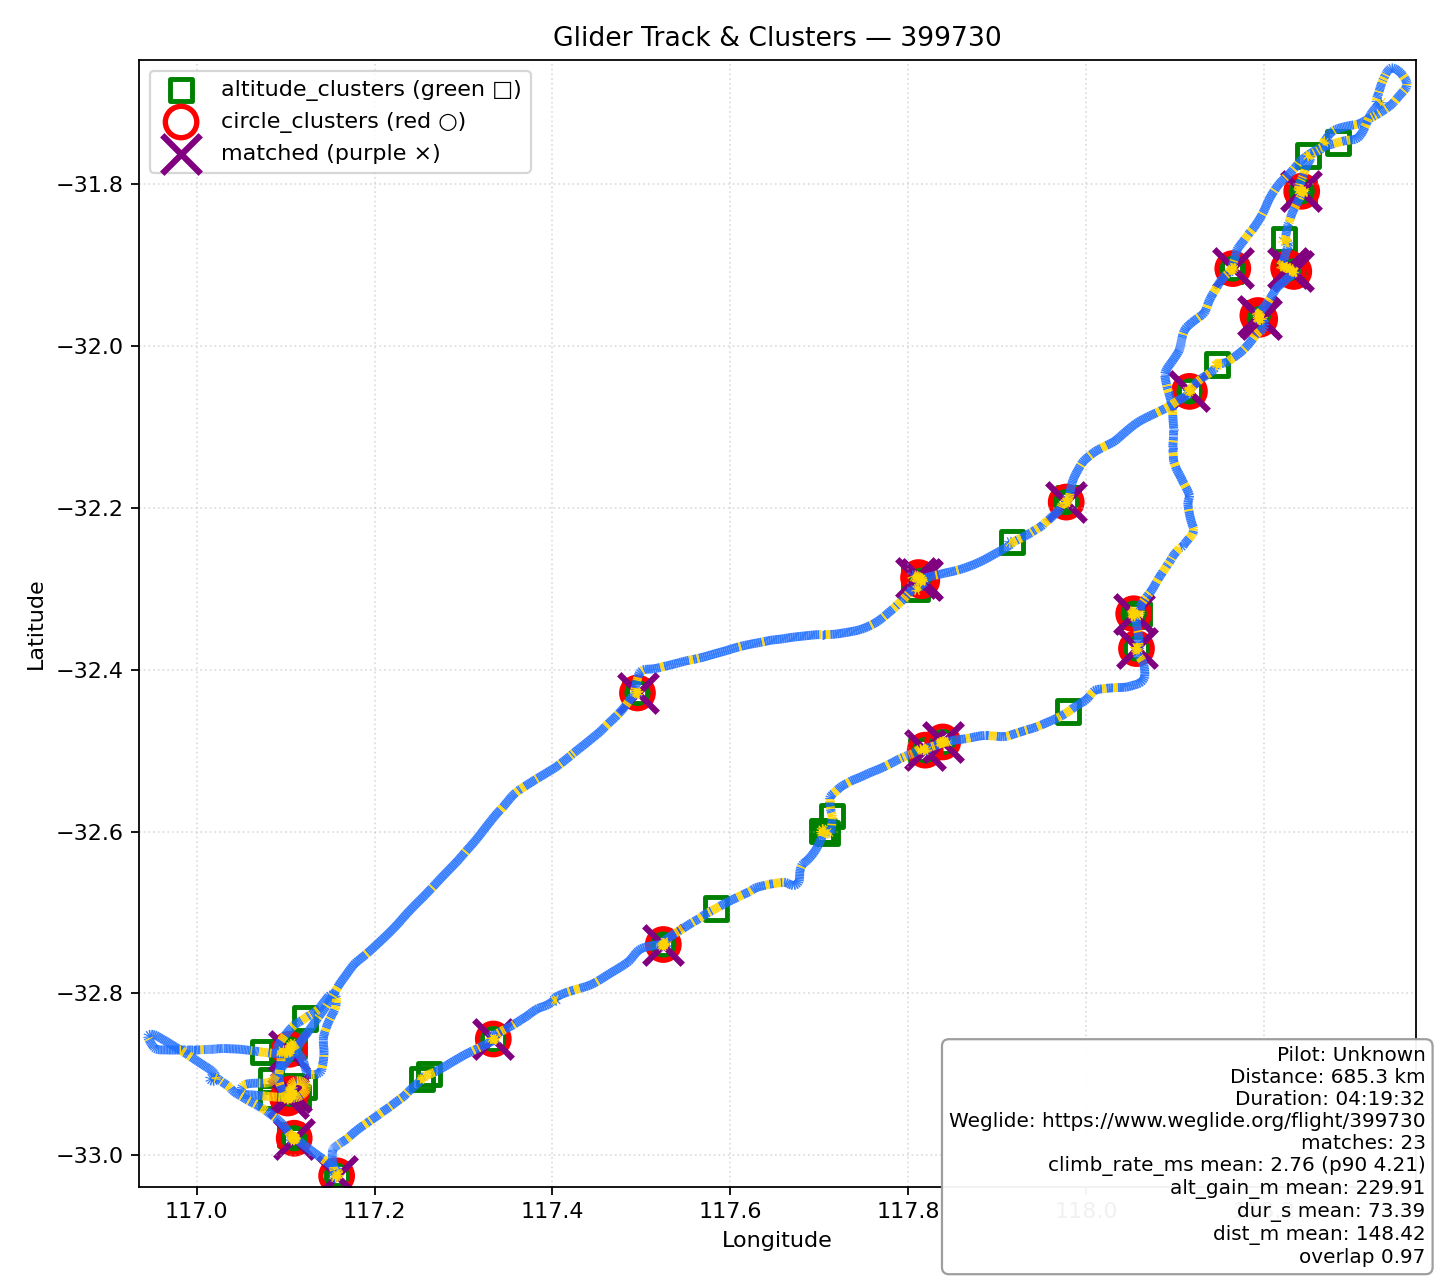 Glider Track & Clusters — 399730
altitude_clusters (green □)
circle_clusters (red ○)
matched (purple ×)
Latitude
−31.8
−32.0
−32.2
−32.4
−32.6
−32.8
−33.0
117.0
117.2
117.4
117.6
117.8
118.0
Longitude
Pilot: Unknown
Distance: 685.3 km
Duration: 04:19:32
Weglide: https://www.weglide.org/flight/399730
matches: 23
climb_rate_ms mean: 2.76 (p90 4.21)
alt_gain_m mean: 229.91
dur_s mean: 73.39
dist_m mean: 148.42
overlap 0.97